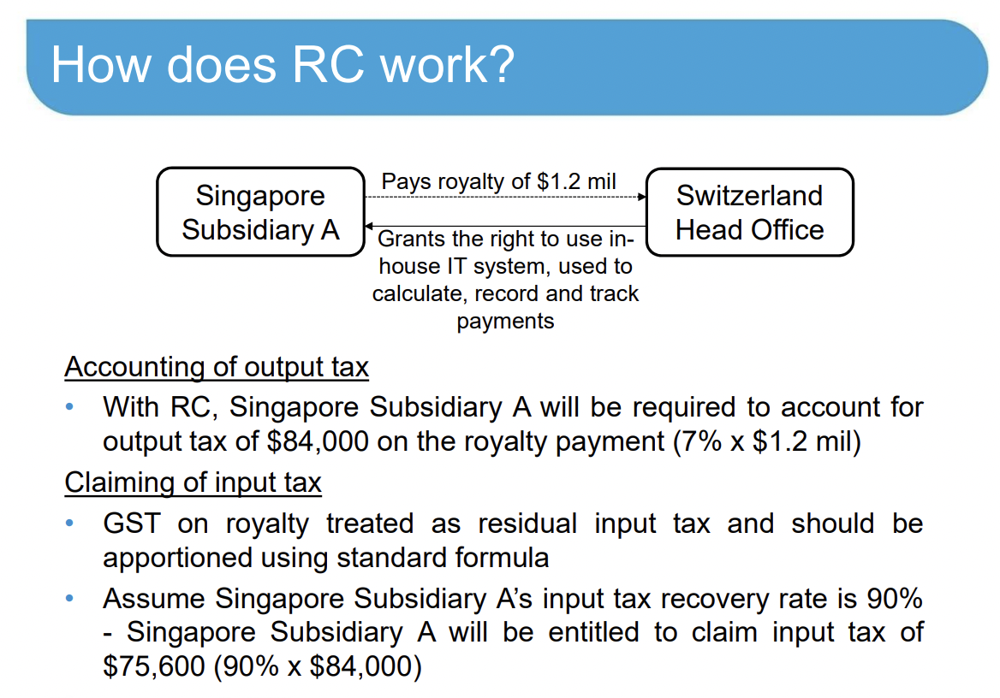 How does RC work?
Singapore
Subsidiary A
Pays royalty of $1.2 mil
Switzerland
Head Office
Grants the right to use in-
house IT system, used to
calculate, record and track
payments
Accounting of output tax
• With RC, Singapore Subsidiary A will be required to account for
output tax of $84,000 on the royalty payment (7% x $1.2 mil)
Claiming of input tax
• GST on royalty treated as residual input tax and should be
apportioned using standard formula
• Assume Singapore Subsidiary A’s input tax recovery rate is 90%
- Singapore Subsidiary A will be entitled to claim input tax of
$75,600 (90% x $84,000)